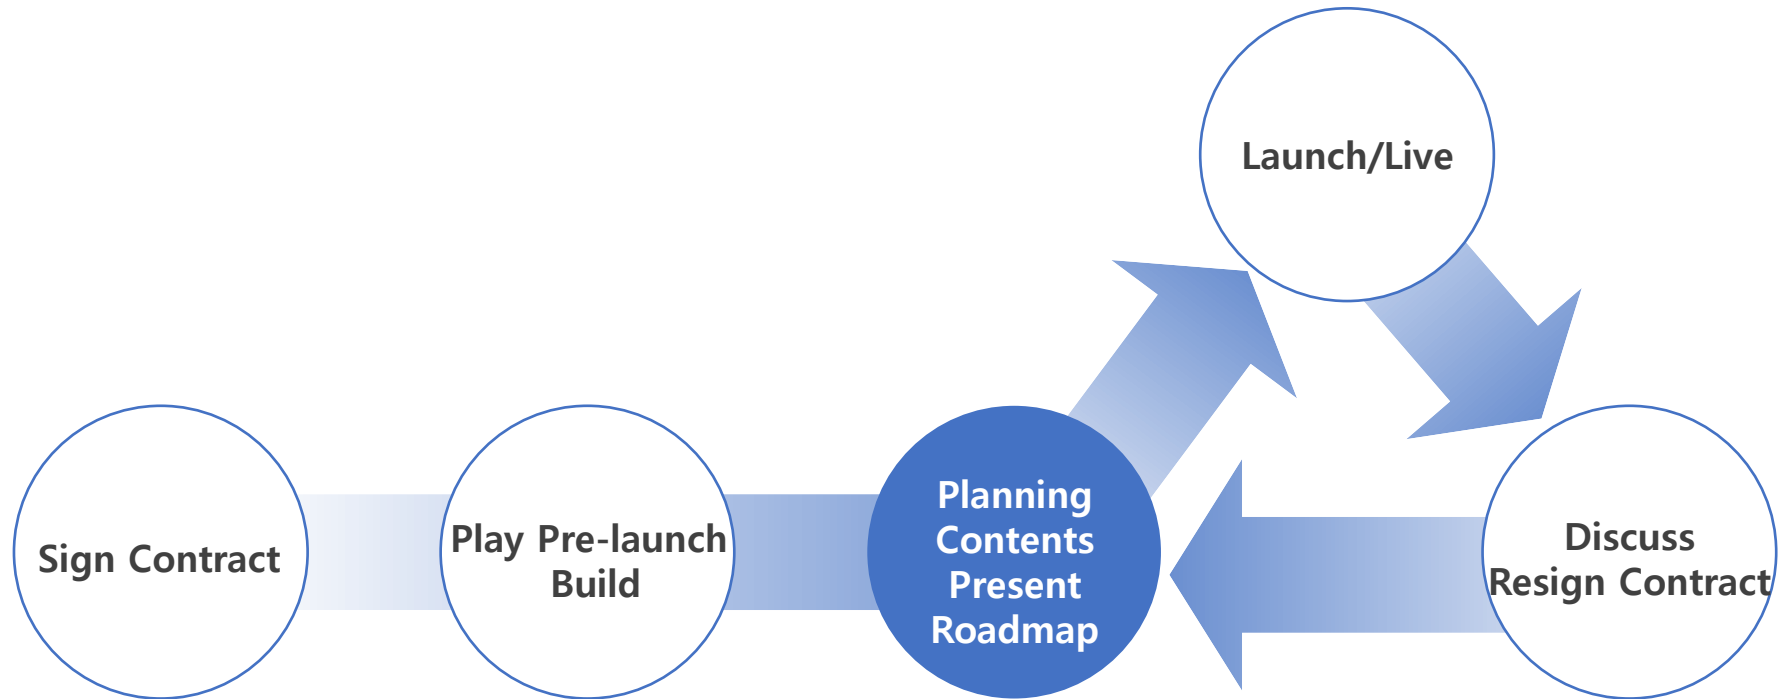 Launch/Live
Sign Contract
Play Pre-launch
Build
Planning
Contents
Present
Roadmap
Discuss
Resign Contract